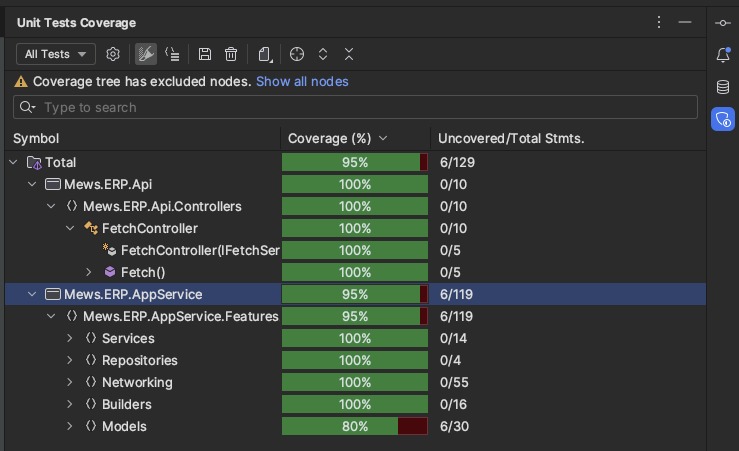 Unit Tests Coverage
All Tests
Coverage tree has excluded nodes. Show all nodes
Type to search
Symbol Coverage (%) Uncovered/Total Stmts.
Total 95% 6/129
Mews.ERP.Api 100% 0/10
Mews.ERP.Api.Controllers 100% 0/10
FetchController 100% 0/10
FetchController(IFetchSer 100% 0/5
Fetch() 100% 0/5
Mews.ERP.AppService 95% 6/119
Mews.ERP.AppService.Features 95% 6/119
Services 100% 0/14
Repositories 100% 0/4
Networking 100% 0/55
Builders 100% 0/16
Models 80% 6/30